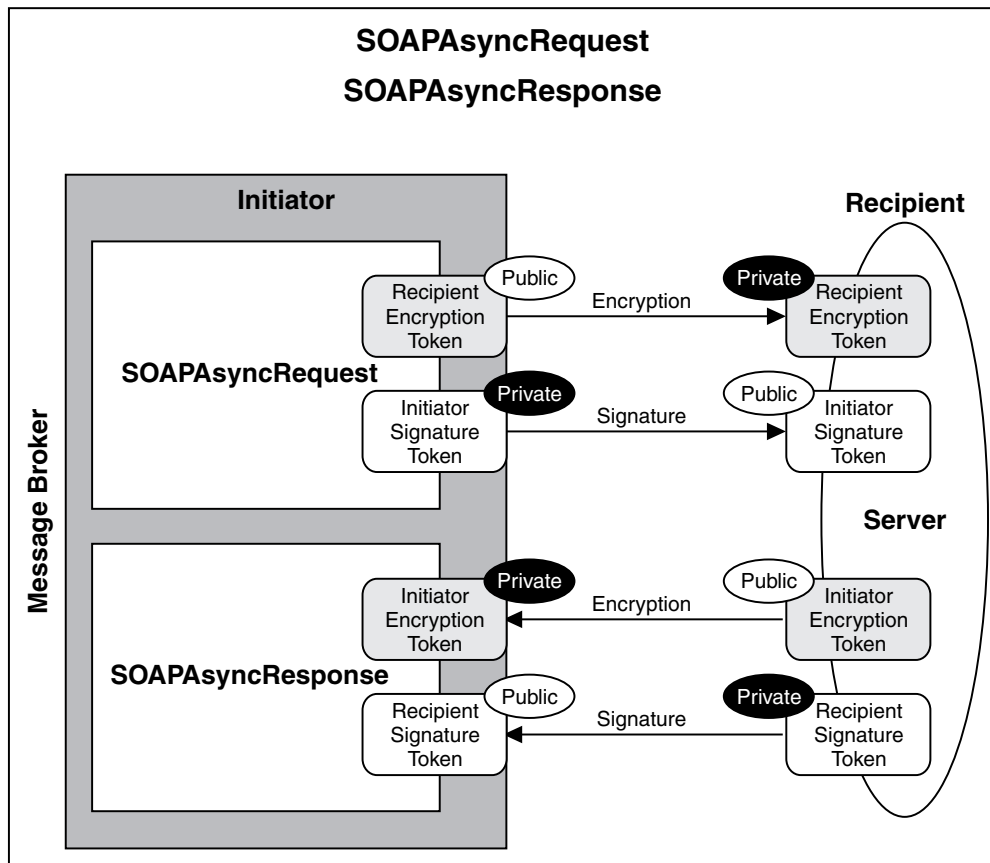 SOAPAsyncRequest
SOAPAsyncResponse
Initiator
Recipient
Message Broker
SOAPAsyncRequest
Public
Recipient
Encryption
Token
Encryption
Private
Recipient
Encryption
Token
Private
Initiator
Signature
Token
Signature
Public
Initiator
Signature
Token
Server
SOAPAsyncResponse
Private
Initiator
Encryption
Token
Encryption
Public
Initiator
Encryption
Token
Public
Recipient
Signature
Token
Signature
Private
Recipient
Signature
Token